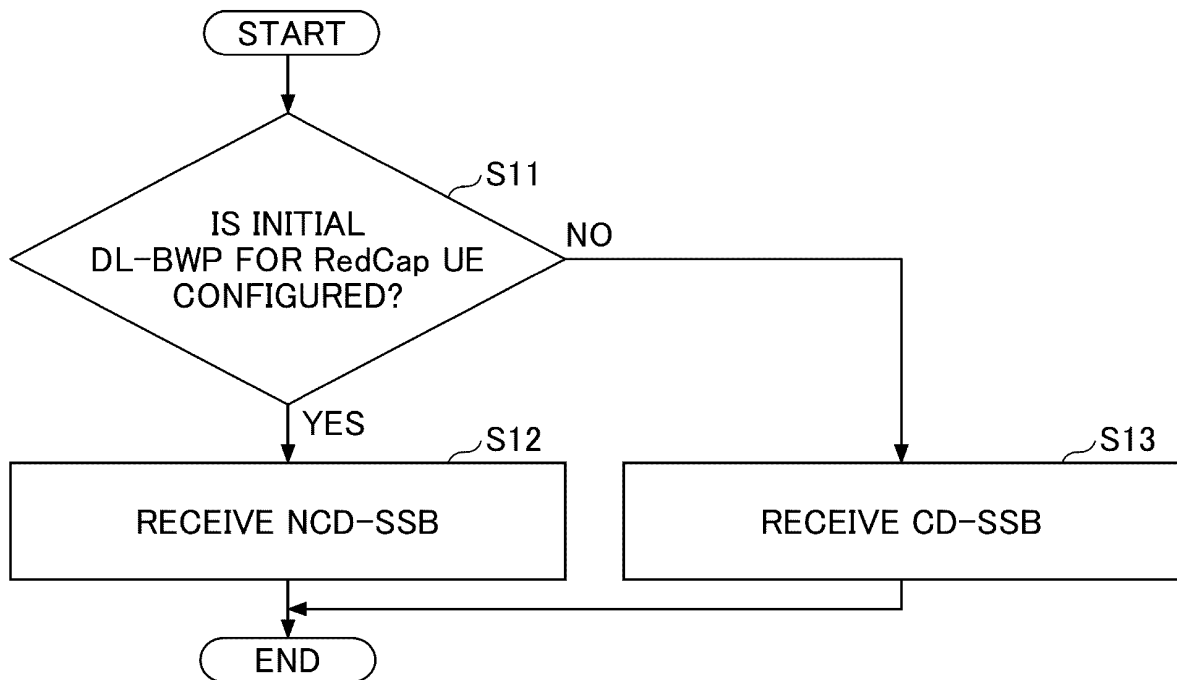 START
S11
IS INITIAL
DL-BWP FOR RedCap UE
CONFIGURED?
NO
YES
S12
RECEIVE NCD-SSB
S13
RECEIVE CD-SSB
END